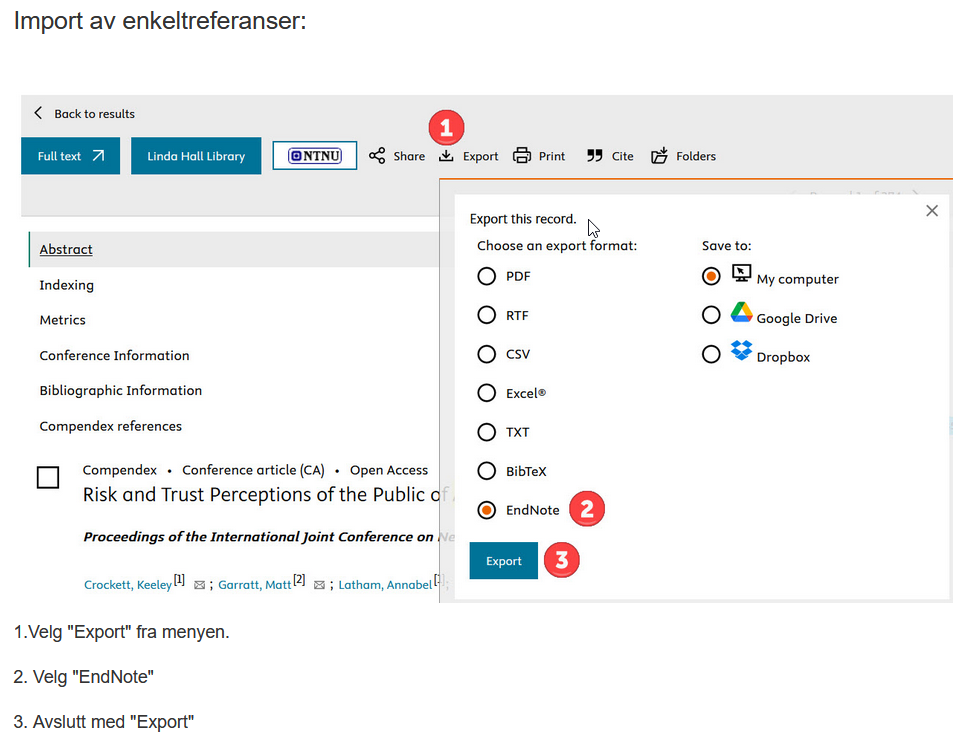 Import av enkeltreferanser:
Back to results
1
Full text
Linda Hall Library
NTNU
Share
Export
Print
Cite
Folders
Export this record.
Choose an export format:
Save to:
PDF
My computer
RTF
Google Drive
CSV
Dropbox
Excel®
TXT
BibTeX
EndNote
2
Export
3
Abstract
Indexing
Metrics
Conference Information
Bibliographic Information
Compendex references
Compendex • Conference article (CA) • Open Access
Risk and Trust Perceptions of the Public of
Proceedings of the International Joint Conference on
Crockett, Keeley [1] ; Garratt, Matt [2] ; Latham, Annabel
1.Velg "Export" fra menyen.
2. Velg "EndNote"
3. Avslutt med "Export"